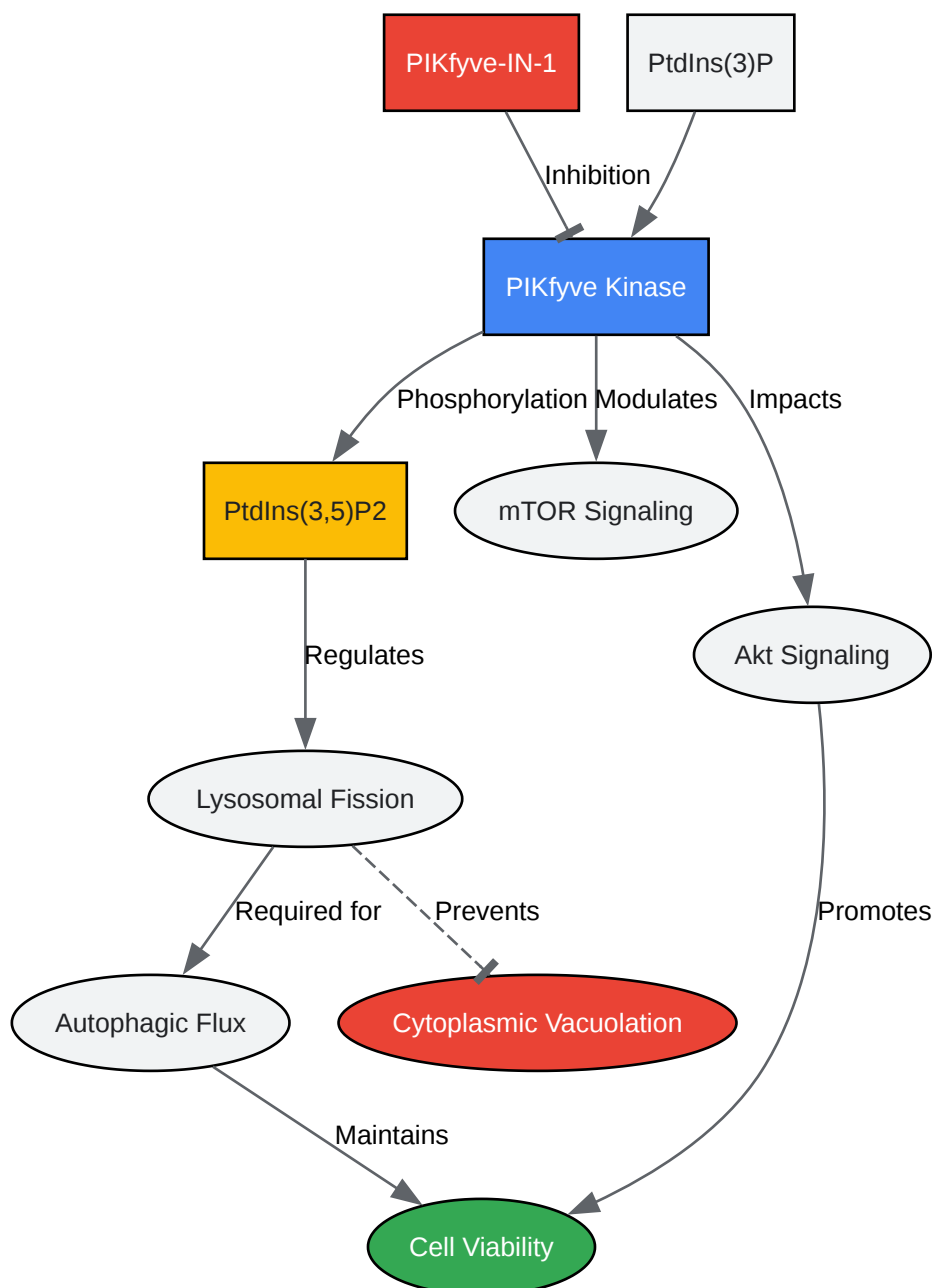 PIKfyve-IN-1
PtdIns(3)P
Inhibition
PIKfyve Kinase
Phosphorylation
Modulates
Impacts
PtdIns(3,5)P2
mTOR Signaling
Regulates
Akt Signaling
Lysosomal Fission
Required for
Prevents
Promotes
Autophagic Flux
Cytoplasmic Vacuolation
Maintains
Cell Viability